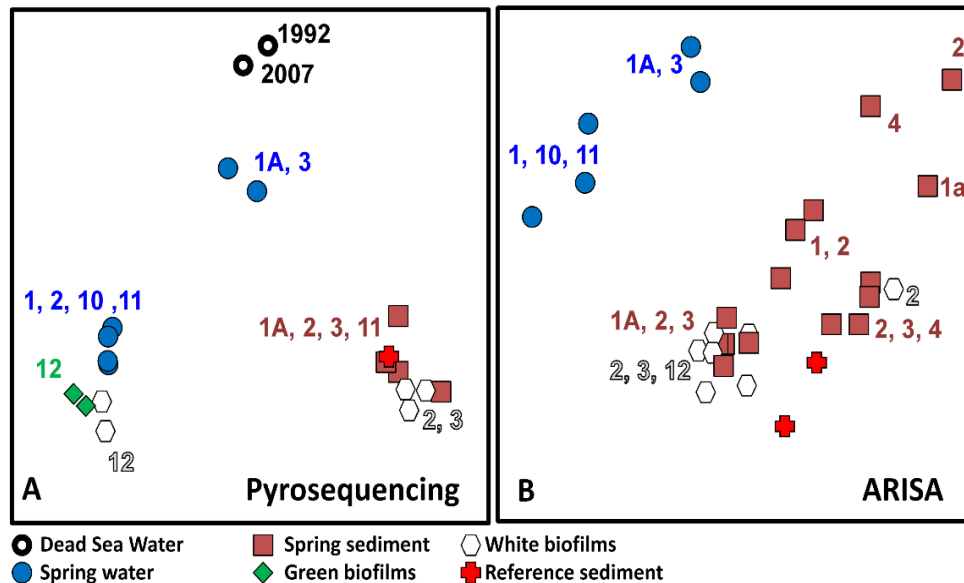 1992
2007
1A, 3
1, 2, 10 ,11
12
12
1A, 2, 3, 11
2, 3
A
Pyrosequencing
1A, 3
1, 10, 11
2
4
1a
1, 2
2
1A, 2, 3
2, 3, 4
2, 3, 12
B
ARISA
Dead Sea Water
Spring sediment
White biofilms
Spring water
Green biofilms
Reference sediment